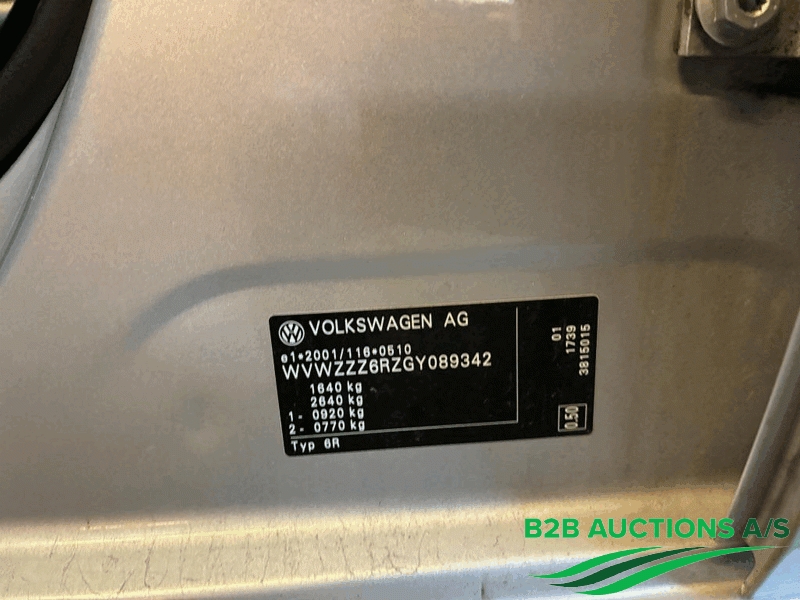 VOLKSWAGEN AG
e1*2001/116*0510
WVWZZZ6RZGY089342
1640 kg
2640 kg
1- 0920 kg
2- 0770 kg
Typ 6R
01
1739
3815015
0.50
B2B AUCTIONS A/S